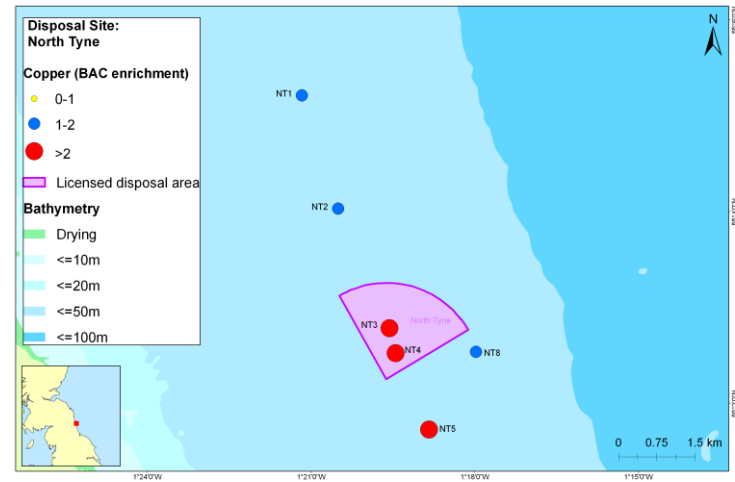 Disposal Site:
North Tyne
Copper (BAC enrichment)
0-1
1-2
>2
Licensed disposal area
Bathymetry
Drying
<=10m
<=20m
<=50m
<=100m
N
NT1
NT2
NT3
North Tyne
NT4
NT8
NT5
0 0.75 1.5 km
1°24'0"W 1°21'0"W 1°18'0"W 1°15'0"W